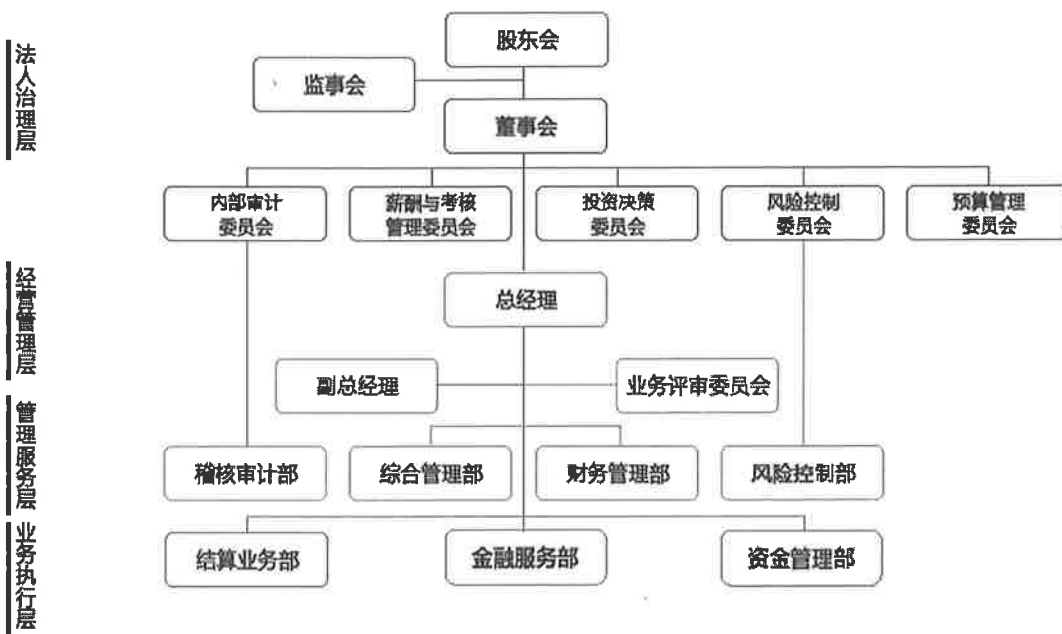 股东会
法人治理层
监事会
董事会
内部审计
委员会
薪酬与考核
管理委员会
投资决策
委员会
风险控制
委员会
预算管理
委员会
经营管理层
总经理
副总经理
业务评审委员会
管理服务层
稽核审计部
综合管理部
财务管理部
风险控制部
业务执行层
结算业务部
金融服务部
资金管理部